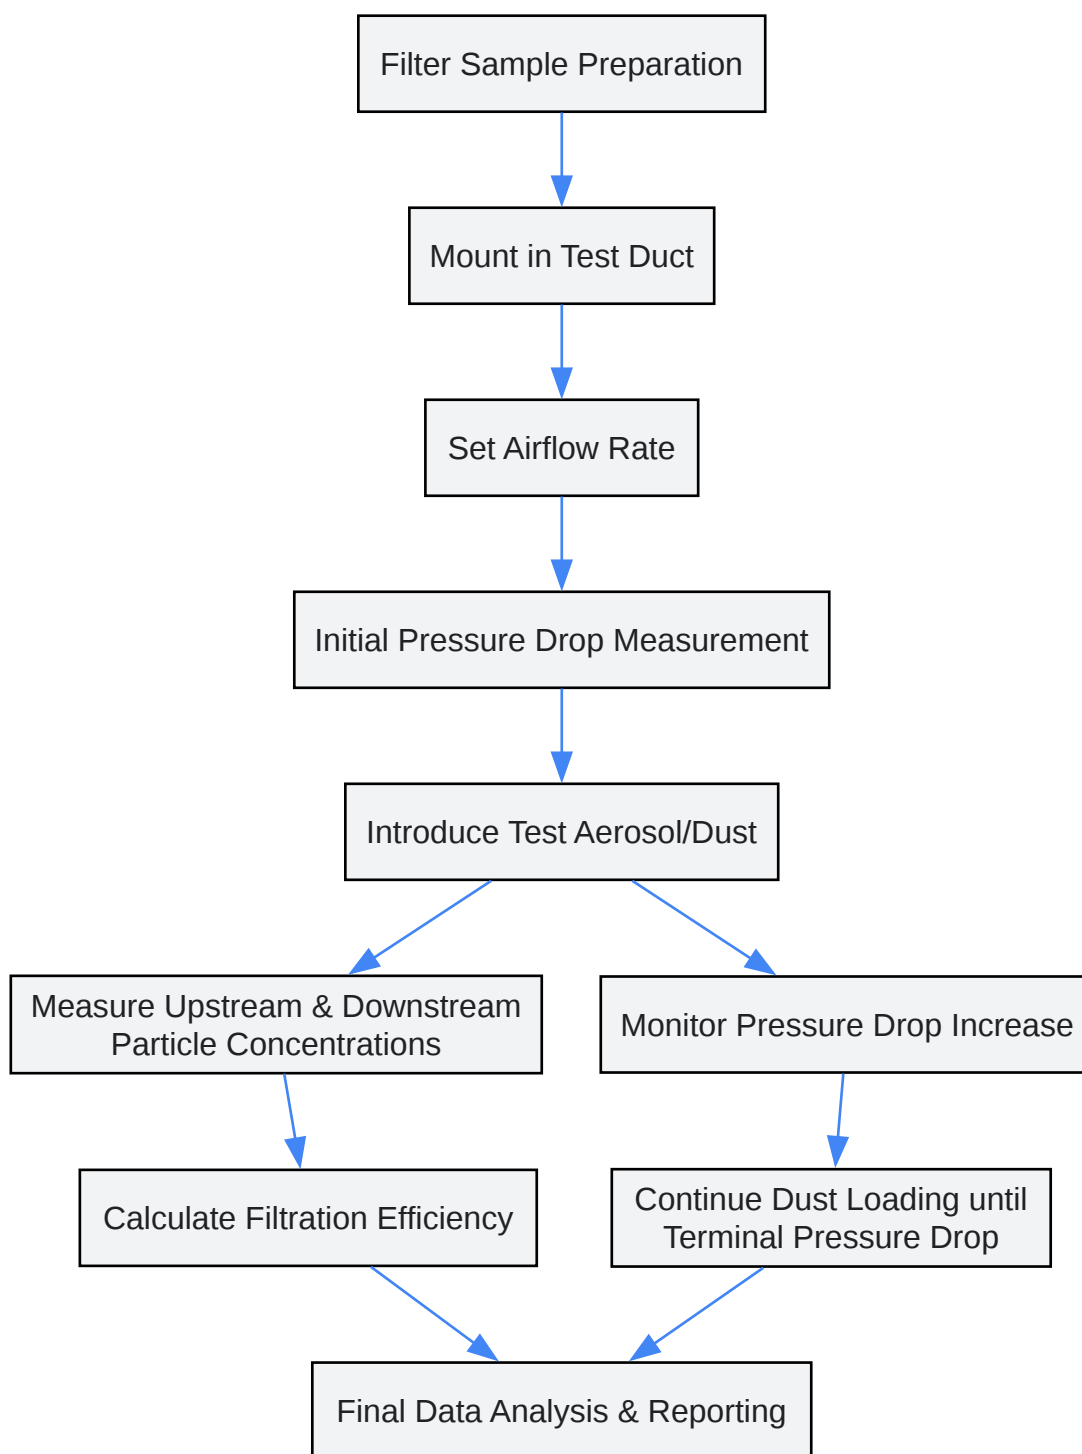 Filter Sample Preparation
Mount in Test Duct
Set Airflow Rate
Initial Pressure Drop Measurement
Introduce Test Aerosol/Dust
Measure Upstream & Downstream
Particle Concentrations
Monitor Pressure Drop Increase
Calculate Filtration Efficiency
Continue Dust Loading until
Terminal Pressure Drop
Final Data Analysis & Reporting